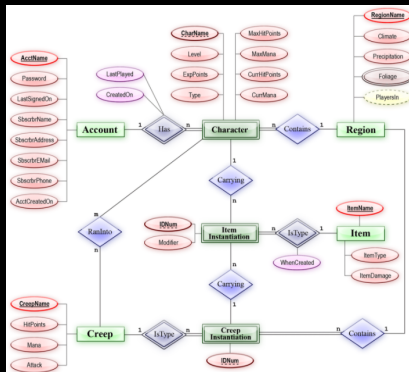 RegionName
CharName
MaxHitPoints
Climate
AcctName
LastPlayed
Level
MaxMana
Precipitation
Password
CreatedOn
ExpPoints
CurrHitPoints
Foliage
LastSignedOn
Type
CurrMana
PlayersIn
SbscrbrName
Account
1
Has
n
Character
n
Contains
1
Region
SbscrbrAddress
m
1
1
SbscrbrEMail
Carrying
SbscrbrPhone
n
ItemName
AcctCreatedOn
RanInto
IDNum
Modifier
Item
Instantiation
n
IsType
1
Item
n
WhenCreated
ItemType
ItemDamage
CreepName
Carrying
HitPoints
n
1
Mana
Creep
1
IsType
n
Creep
Instantiation
n
Contains
1
Attack
IDNum